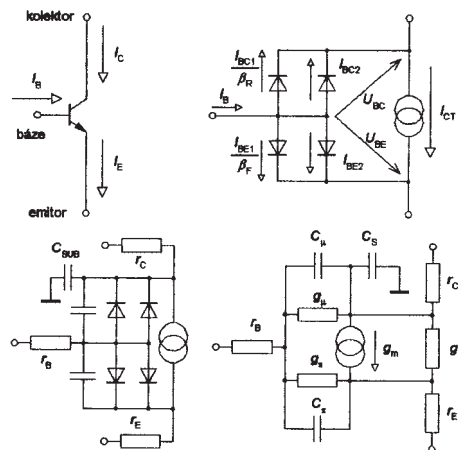 kolektor
I_C
I_B
báze
I_E
emitor
I_BC1
β_R
I_BC2
I_B
U_BC
I_CT
I_BE1
β_F
U_BE
I_BE2
C_SUB
r_C
r_B
r_E
C_μ
C_S
r_C
g_μ
r_B
g_m
g
g_π
r_E
C_π